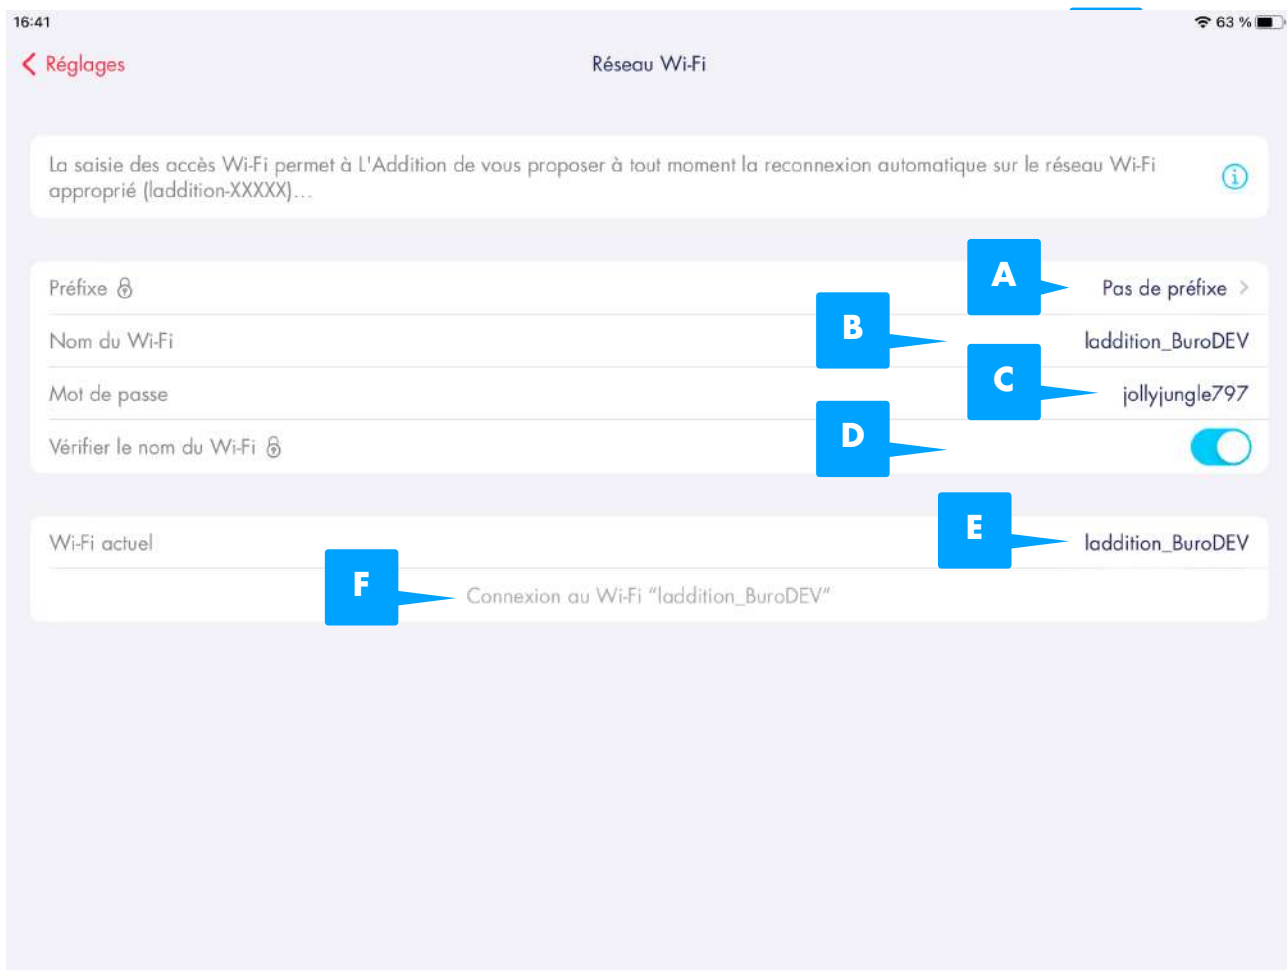 16:41
63 %
Réglages
Réseau Wi-Fi
La saisie des accès Wi-Fi permet à L'Addition de vous proposer à tout moment la reconnexion automatique sur le réseau Wi-Fi
approprié (laddition-XXXXX)...
Préfixe
A
Pas de préfixe
Nom du Wi-Fi
B
laddition_BuroDEV
Mot de passe
C
jollyjungle797
Vérifier le nom du Wi-Fi
D
Wi-Fi actuel
E
laddition_BuroDEV
F
Connexion au Wi-Fi "laddition_BuroDEV"